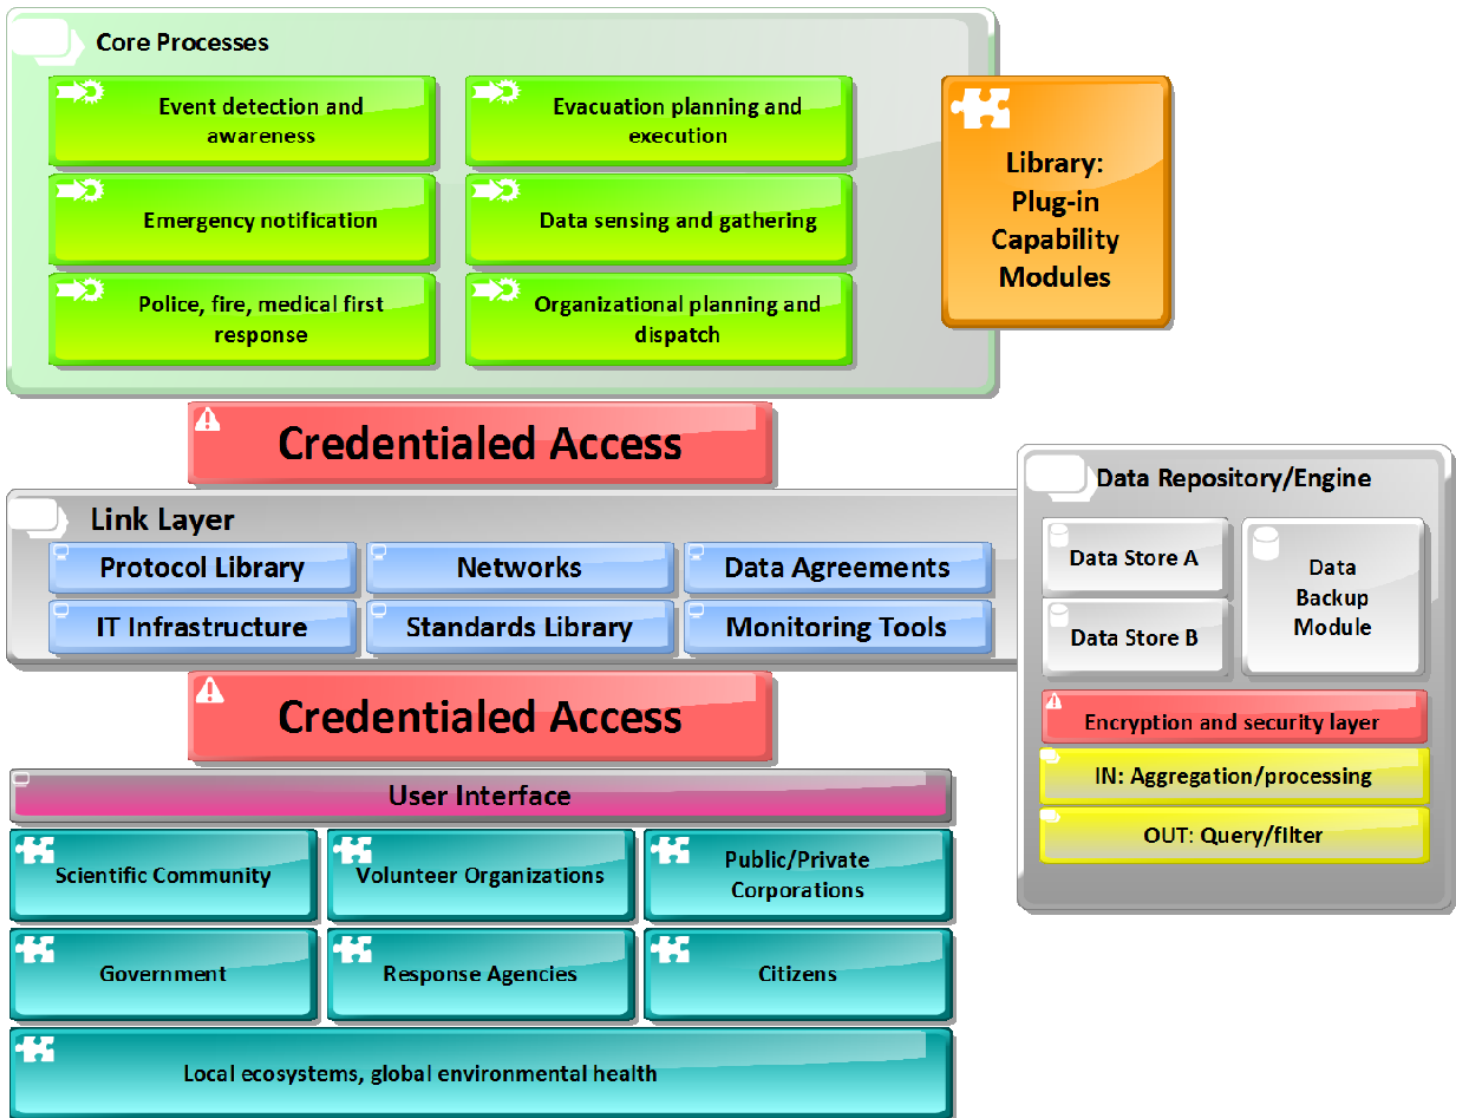 Core Processes
Event detection and
awareness
Evacuation planning and
execution
Emergency notification
Data sensing and gathering
Police, fire, medical first
response
Organizational planning and
dispatch
Library:
Plug-in
Capability
Modules
Credentialed Access
Link Layer
Protocol Library
Networks
Data Agreements
IT Infrastructure
Standards Library
Monitoring Tools
Credentialed Access
Data Repository/Engine
Data Store A
Data Store B
Data
Backup
Module
Encryption and security layer
IN: Aggregation/processing
OUT: Query/filter
User Interface
Scientific Community
Volunteer Organizations
Public/Private
Corporations
Government
Response Agencies
Citizens
Local ecosystems, global environmental health